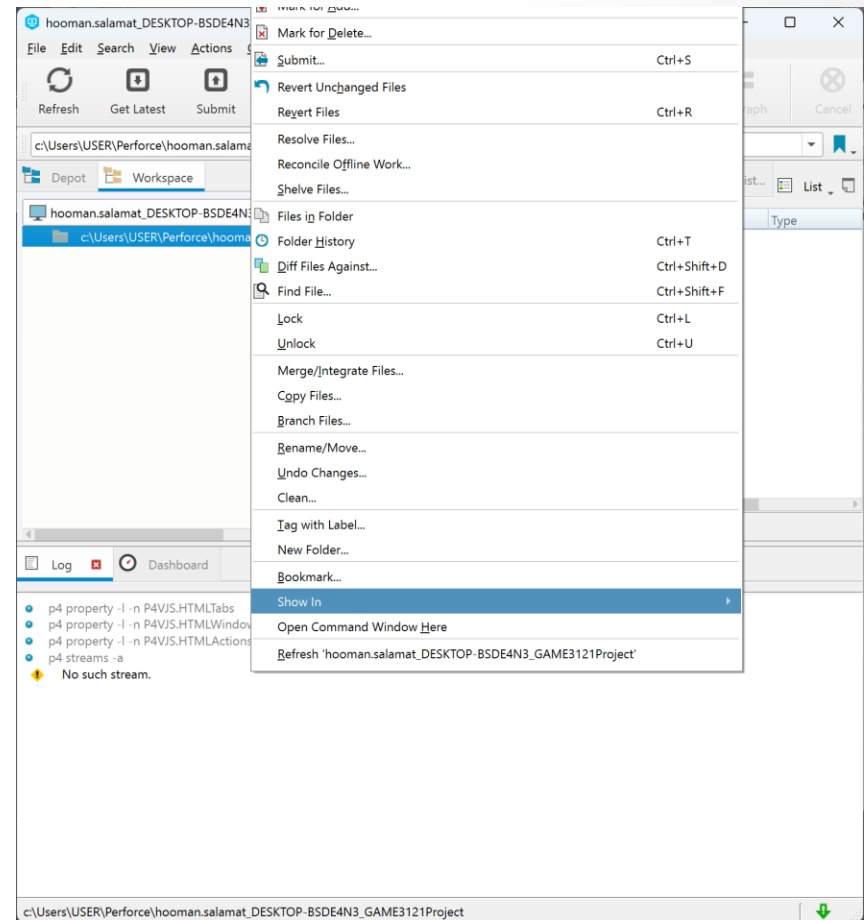 hooman.salamat_DESKTOP-BSDE4N3
File Edit Search View Actions
Refresh Get Latest Submit
Cancel
c:\Users\USER\Perforce\hooman.salama
Depot Workspace
List
hooman.salamat_DESKTOP-BSDE4N3
Type
c:\Users\USER\Perforce\hooma
Mark for Add...
Mark for Delete...
Submit... Ctrl+S
Revert Unchanged Files
Revert Files Ctrl+R
Resolve Files...
Reconcile Offline Work...
Shelve Files...
Files in Folder
Folder History Ctrl+T
Diff Files Against... Ctrl+Shift+D
Find File... Ctrl+Shift+F
Lock Ctrl+L
Unlock Ctrl+U
Merge/Integrate Files...
Copy Files...
Branch Files...
Rename/Move...
Undo Changes...
Clean...
Tag with Label...
New Folder...
Bookmark...
Show In
Open Command Window Here
Refresh 'hooman.salamat_DESKTOP-BSDE4N3_GAME3121Project'
Log Dashboard
p4 property -l -n P4VJS.HTMLTabs
p4 property -l -n P4VJS.HTMLWindow
p4 property -l -n P4VJS.HTMLActions
p4 streams -a
No such stream.
c:\Users\USER\Perforce\hooman.salamat_DESKTOP-BSDE4N3_GAME3121Project